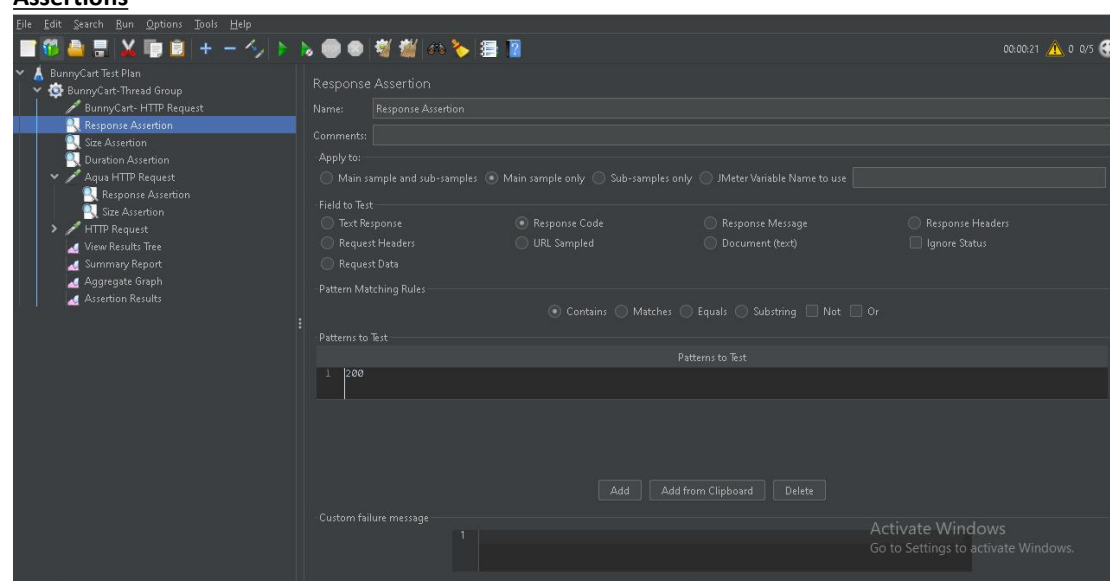 Assertions
File Edit Search Run Options Tools Help
00:00:21 0 0/5
BunnyCart Test Plan
BunnyCart-Thread Group
BunnyCart- HTTP Request
Response Assertion
Size Assertion
Duration Assertion
Aqua HTTP Request
Response Assertion
Size Assertion
HTTP Request
View Results Tree
Summary Report
Aggregate Graph
Assertion Results
Response Assertion
Name: Response Assertion
Comments:
Apply to:
Main sample and sub-samples Main sample only Sub-samples only JMeter Variable Name to use
Field to Test
Text Response Response Code Response Message Response Headers
Request Headers URL Sampled Document (text) Ignore Status
Request Data
Pattern Matching Rules
Contains Matches Equals Substring Not Or
Patterns to Test
Patterns to Test
1 200
Add Add from Clipboard Delete
Custom failure message
1
Activate Windows
Go to Settings to activate Windows.